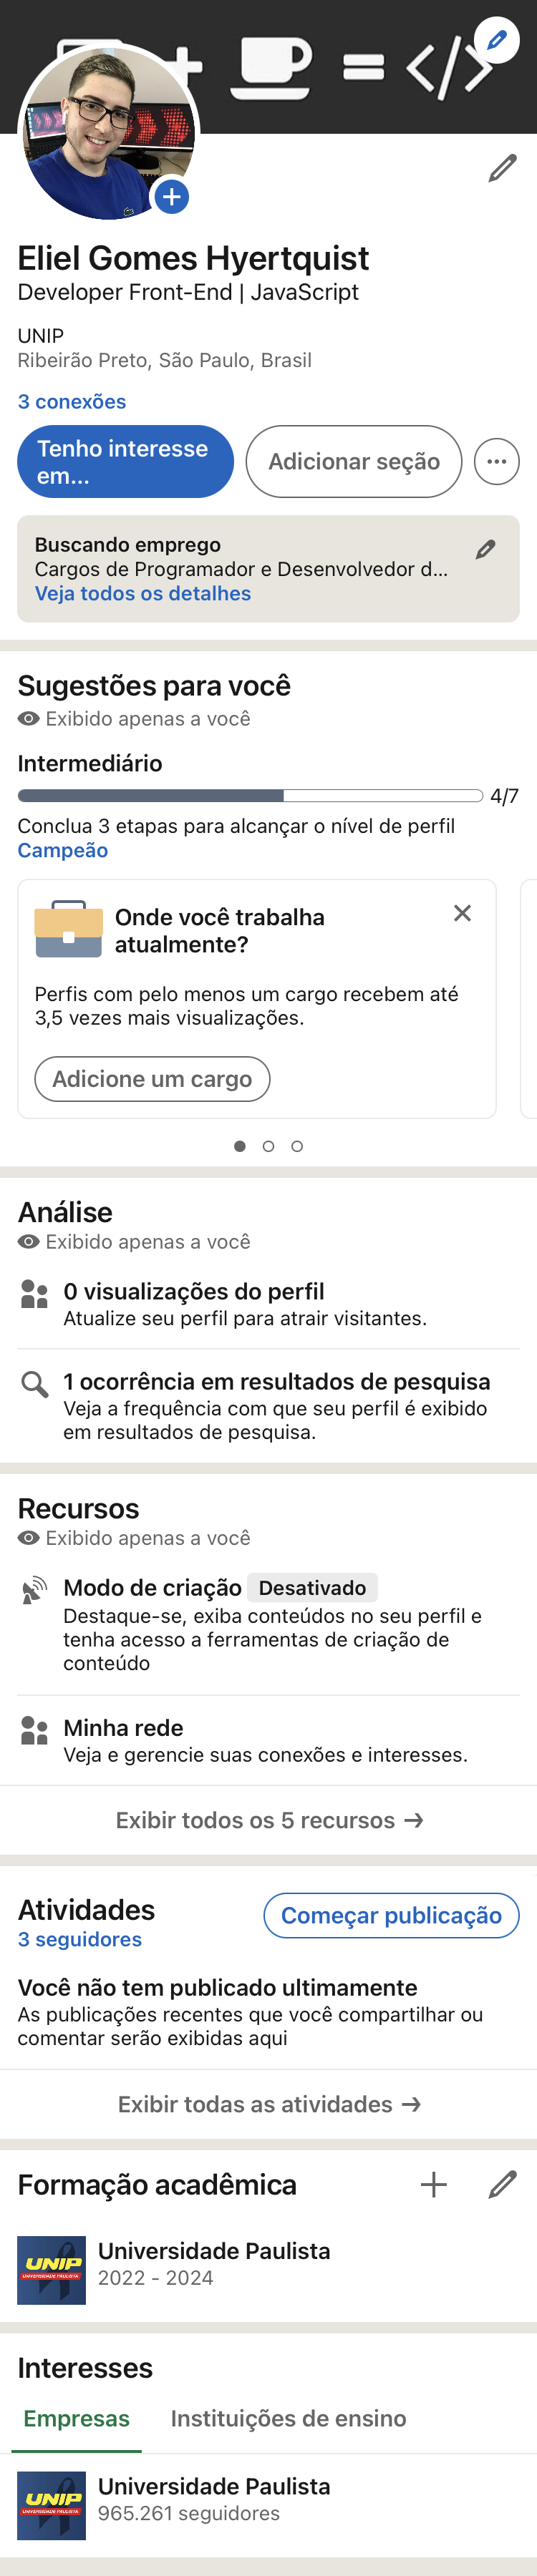 + = </>
Eliel Gomes Hyertquist
Developer Front-End | JavaScript
UNIP
Ribeirão Preto, São Paulo, Brasil
3 conexões
Tenho interesse
em...
Adicionar seção
Buscando emprego
Cargos de Programador e Desenvolvedor d...
Veja todos os detalhes
Sugestões para você
Exibido apenas a você
Intermediário
4/7
Conclua 3 etapas para alcançar o nível de perfil
Campeão
Onde você trabalha
atualmente?
Perfis com pelo menos um cargo recebem até
3,5 vezes mais visualizações.
Adicione um cargo
Análise
Exibido apenas a você
0 visualizações do perfil
Atualize seu perfil para atrair visitantes.
1 ocorrência em resultados de pesquisa
Veja a frequência com que seu perfil é exibido
em resultados de pesquisa.
Recursos
Exibido apenas a você
Modo de criação Desativado
Destaque-se, exiba conteúdos no seu perfil e
tenha acesso a ferramentas de criação de
conteúdo
Minha rede
Veja e gerencie suas conexões e interesses.
Exibir todos os 5 recursos →
Atividades
Começar publicação
3 seguidores
Você não tem publicado ultimamente
As publicações recentes que você compartilhar ou
comentar serão exibidas aqui
Exibir todas as atividades →
Formação acadêmica
UNIP
UNIVERSIDADE PAULISTA
Universidade Paulista
2022 - 2024
Interesses
Empresas
Instituições de ensino
UNIP
UNIVERSIDADE PAULISTA
Universidade Paulista
965.261 seguidores